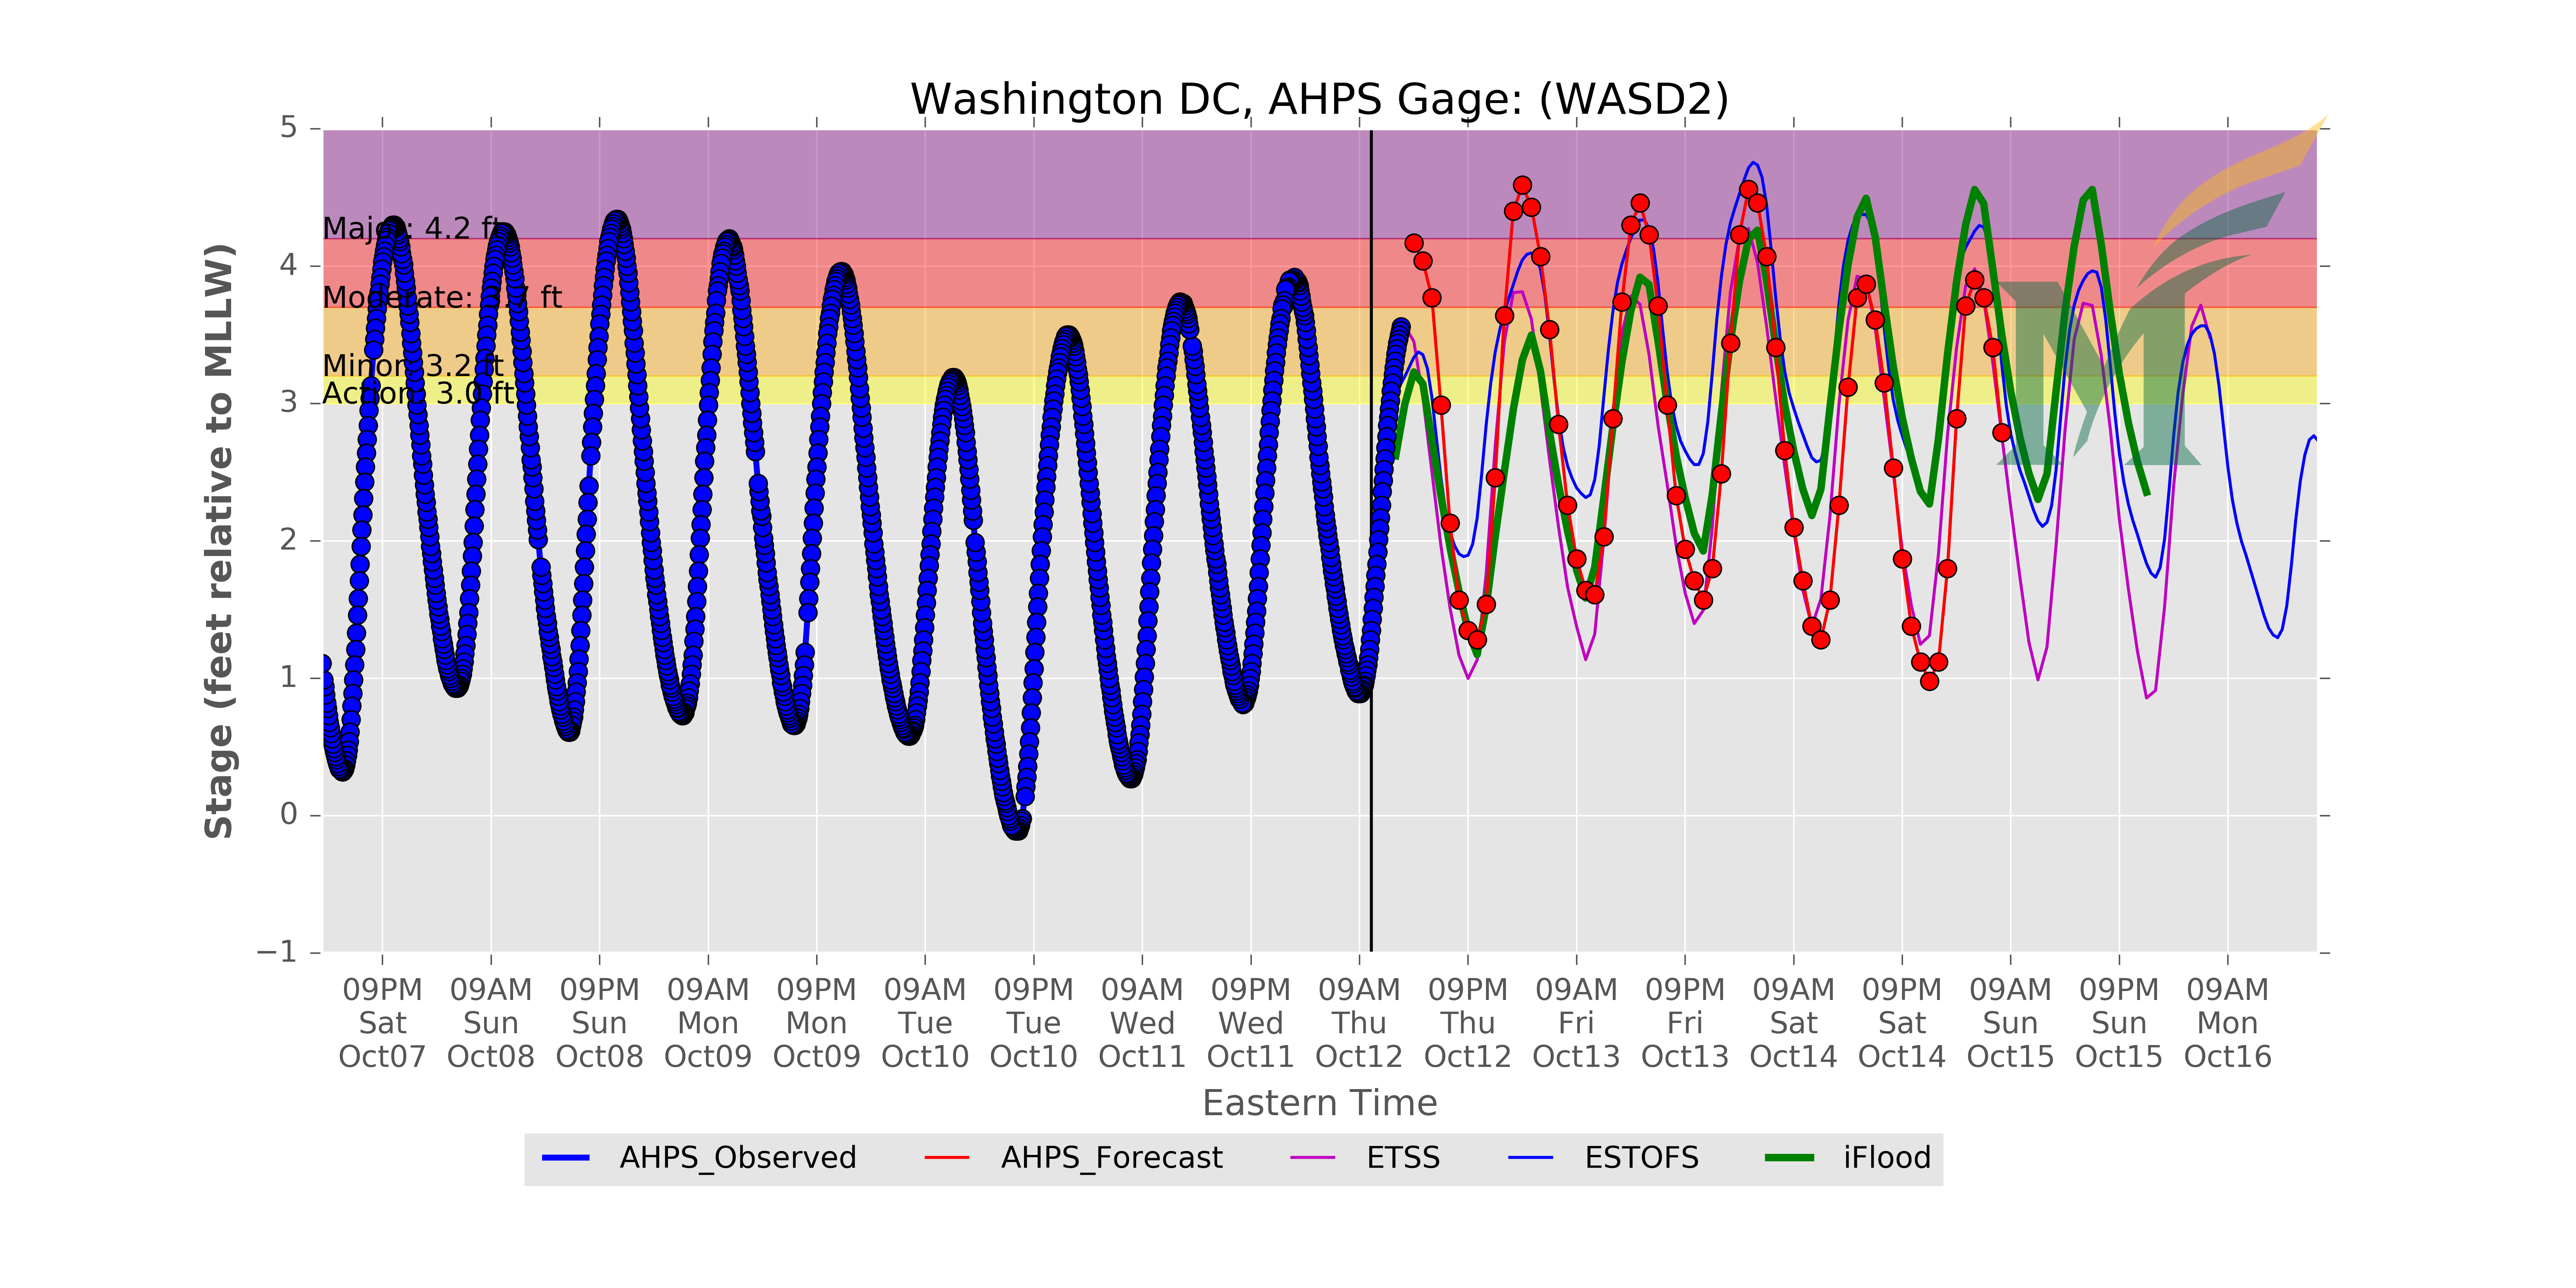 Washington DC, AHPS Gage: (WASD2)
Stage (feet relative to MLLW)
5
4
3
2
1
0
−1
Major: 4.2 ft
Moderate: 3.7 ft
Minor: 3.2 ft
Action: 3.0 ft
09PM 09AM 09PM 09AM 09PM 09AM 09PM 09AM 09PM 09AM 09PM 09AM 09PM 09AM 09PM 09AM 09PM 09AM
Sat Sun Sun Mon Mon Tue Tue Wed Wed Thu Thu Fri Fri Sat Sat Sun Sun Mon
Oct07 Oct08 Oct08 Oct09 Oct09 Oct10 Oct10 Oct11 Oct11 Oct12 Oct12 Oct13 Oct13 Oct14 Oct14 Oct15 Oct15 Oct16
Eastern Time
AHPS_Observed AHPS_Forecast ETSS ESTOFS iFlood